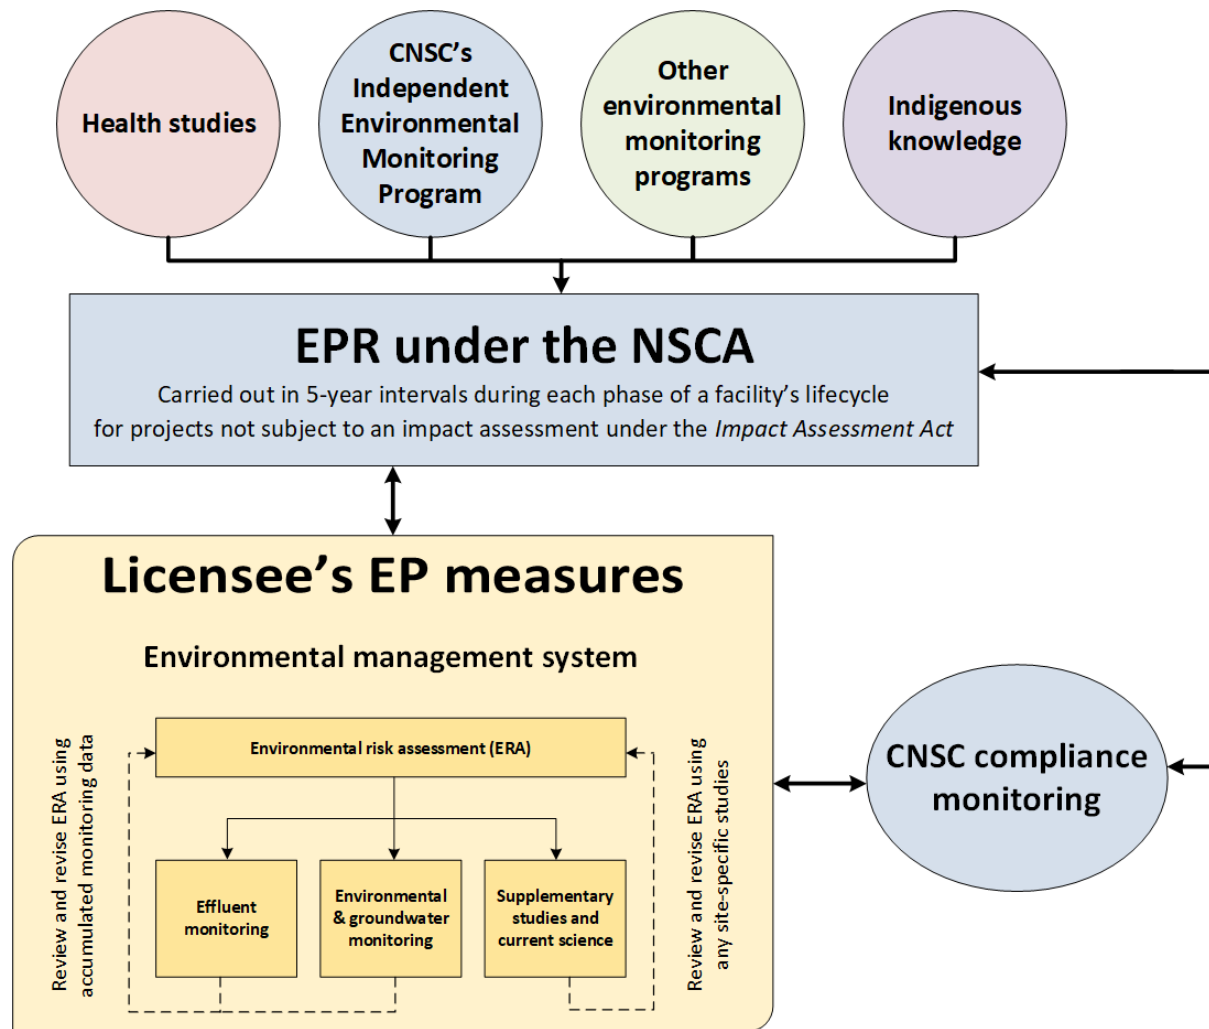 Health studies
CNSC's
Independent
Environmental
Monitoring
Program
Other
environmental
monitoring
programs
Indigenous
knowledge
EPR under the NSCA
Carried out in 5-year intervals during each phase of a facility's lifecycle
for projects not subject to an impact assessment under the Impact Assessment Act
Licensee's EP measures
Environmental management system
Review and revise ERA using
accumulated monitoring data
Environmental risk assessment (ERA)
Effluent
monitoring
Environmental
& groundwater
monitoring
Supplementary
studies and
current science
Review and revise ERA using
any site-specific studies
CNSC compliance
monitoring